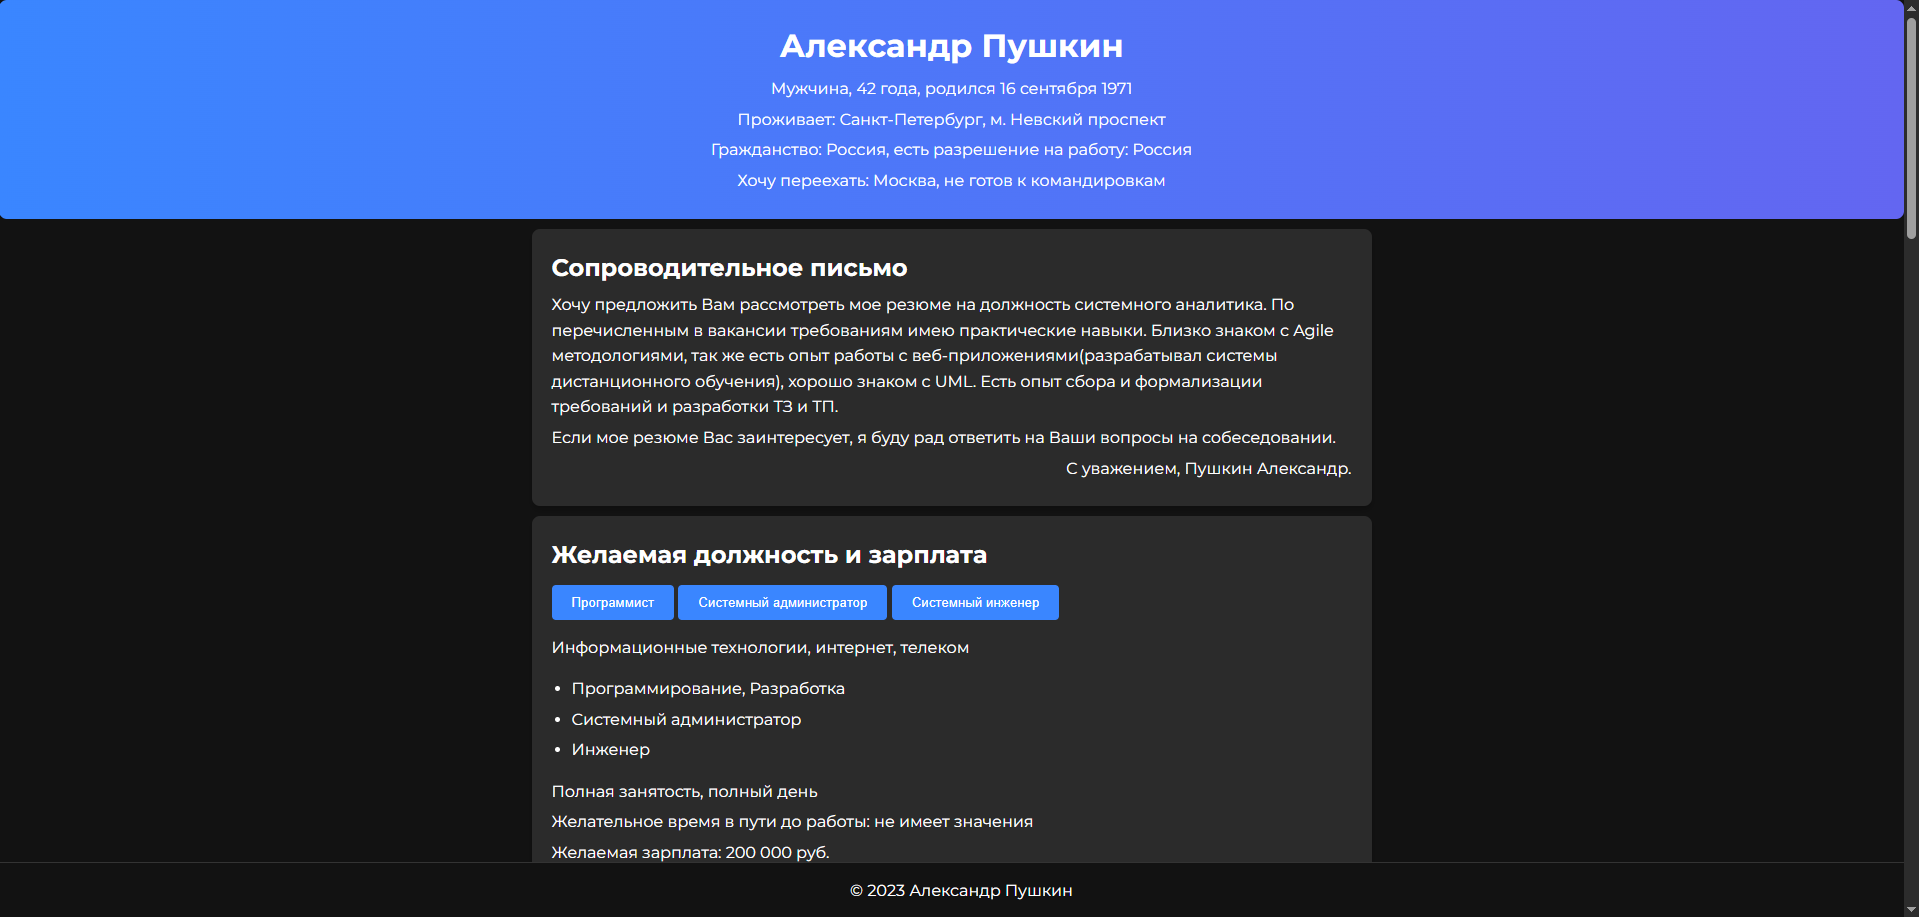 Александр Пушкин
Мужчина, 42 года, родился 16 сентября 1971
Проживает: Санкт-Петербург, м. Невский проспект
Гражданство: Россия, есть разрешение на работу: Россия
Хочу переехать: Москва, не готов к командировкам
Сопроводительное письмо
Хочу предложить Вам рассмотреть мое резюме на должность системного аналитика. По
перечисленным в вакансии требованиям имею практические навыки. Близко знаком с Agile
методологиями, так же есть опыт работы с веб-приложениями(разрабатывал системы
дистанционного обучения), хорошо знаком с UML. Есть опыт сбора и формализации
требований и разработки ТЗ и ТП.
Если мое резюме Вас заинтересует, я буду рад ответить на Ваши вопросы на собеседовании.
С уважением, Пушкин Александр.
Желаемая должность и зарплата
Программист Системный администратор Системный инженер
Информационные технологии, интернет, телеком
• Программирование, Разработка
• Системный администратор
• Инженер
Полная занятость, полный день
Желательное время в пути до работы: не имеет значения
Желаемая зарплата: 200 000 руб.
© 2023 Александр Пушкин